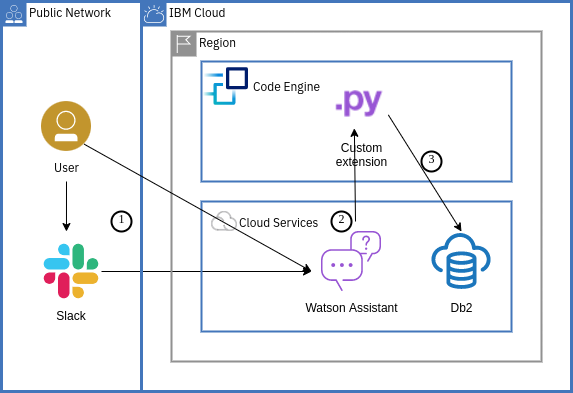 Public Network
IBM Cloud
Region
Code Engine
.py
Custom
extension
User
1
2
3
Cloud Services
?
Slack
Watson Assistant
Db2